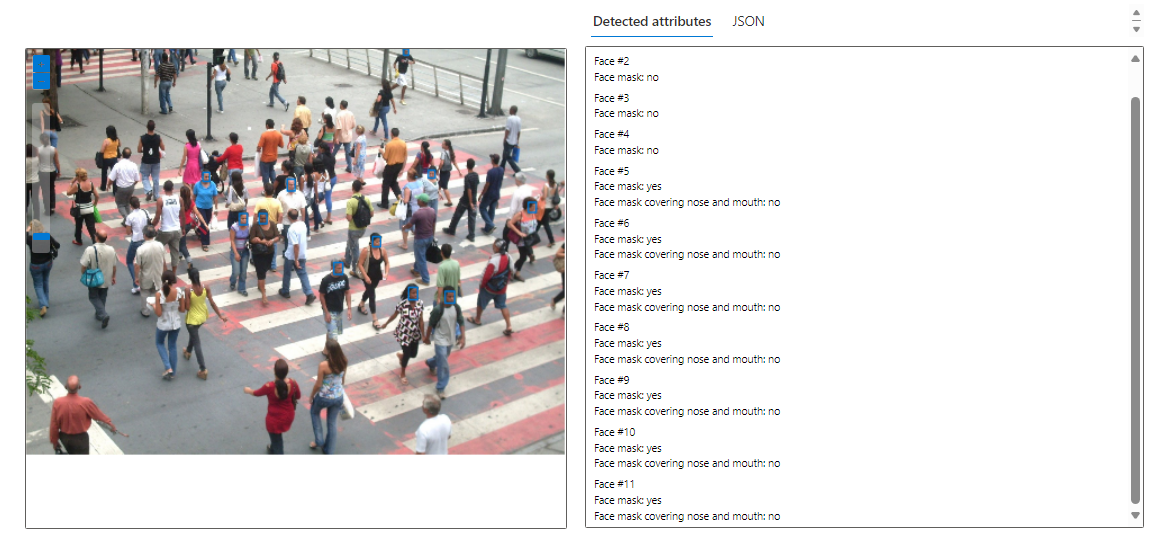 Detected attributes JSON
Face #2
Face mask: no
Face #3
Face mask: no
Face #4
Face mask: no
Face #5
Face mask: yes
Face mask covering nose and mouth: no
Face #6
Face mask: yes
Face mask covering nose and mouth: no
Face #7
Face mask: yes
Face mask covering nose and mouth: no
Face #8
Face mask: yes
Face mask covering nose and mouth: no
Face #9
Face mask: yes
Face mask covering nose and mouth: no
Face #10
Face mask: yes
Face mask covering nose and mouth: no
Face #11
Face mask: yes
Face mask covering nose and mouth: no